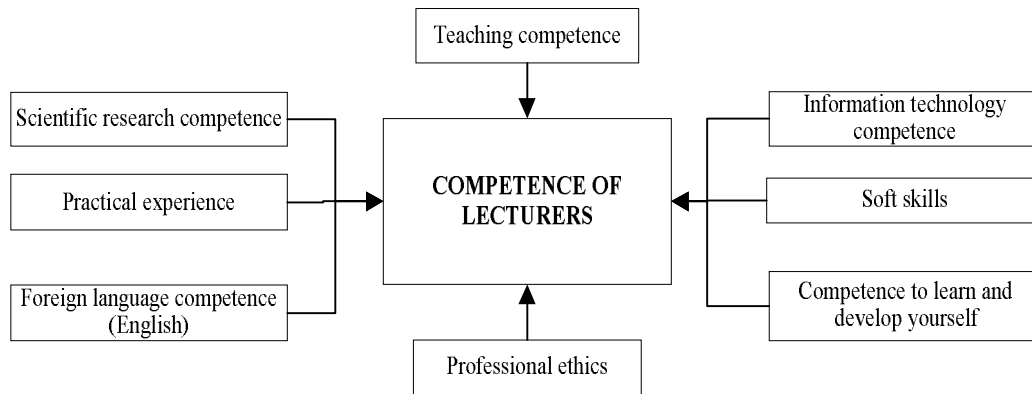 Teaching competence
Scientific research competence
Practical experience
Foreign language competence
(English)
COMPETENCE OF
LECTURERS
Information technology
competence
Soft skills
Competence to learn and
develop yourself
Professional ethics